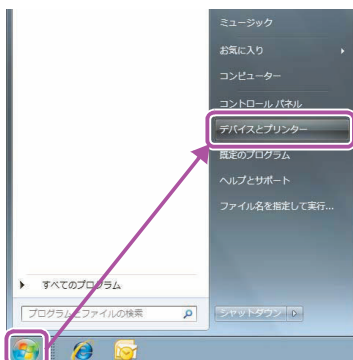 ミュージック
お気に入り
コンピューター
コントロール パネル
デバイスとプリンター
既定のプログラム
ヘルプとサポート
ファイル名を指定して実行...
すべてのプログラム
プログラムとファイルの検索
シャットダウン